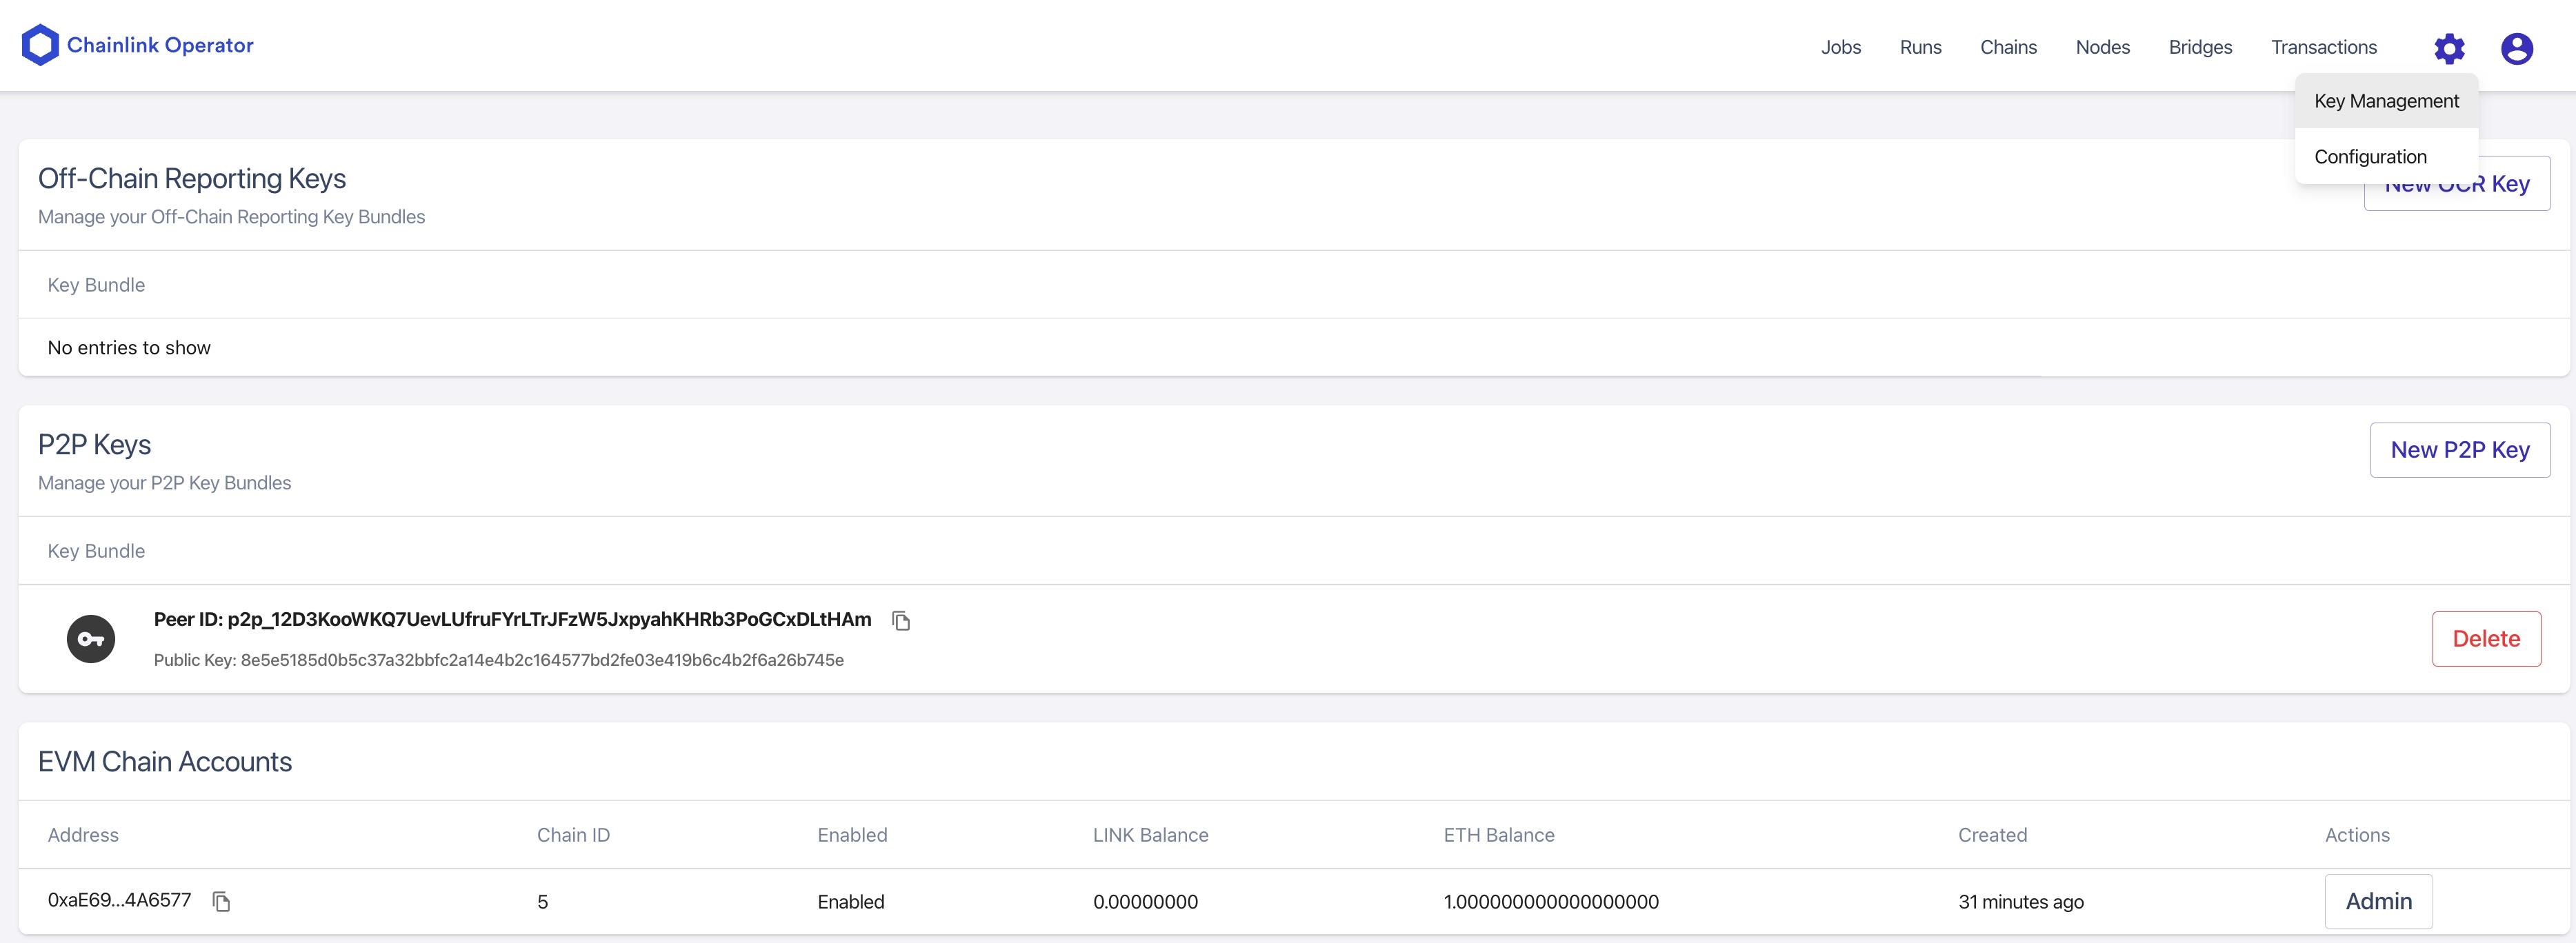 Chainlink Operator
Jobs Runs Chains Nodes Bridges Transactions
Key Management
Configuration
Off-Chain Reporting Keys
New OCR Key
Manage your Off-Chain Reporting Key Bundles
Key Bundle
No entries to show
P2P Keys
New P2P Key
Manage your P2P Key Bundles
Key Bundle
Peer ID: p2p_12D3KooWKQ7UevLUfruFYrLTrJFzW5JxpyahKHRb3PoGCxDLtHAm
Public Key: 8e5e5185d0b5c37a32bbfc2a14e4b2c164577bd2fe03e419b6c4b2f6a26b745e
Delete
EVM Chain Accounts
Address Chain ID Enabled LINK Balance ETH Balance Created Actions
0xaE69...4A6577 5 Enabled 0.00000000 1.000000000000000000 31 minutes ago Admin